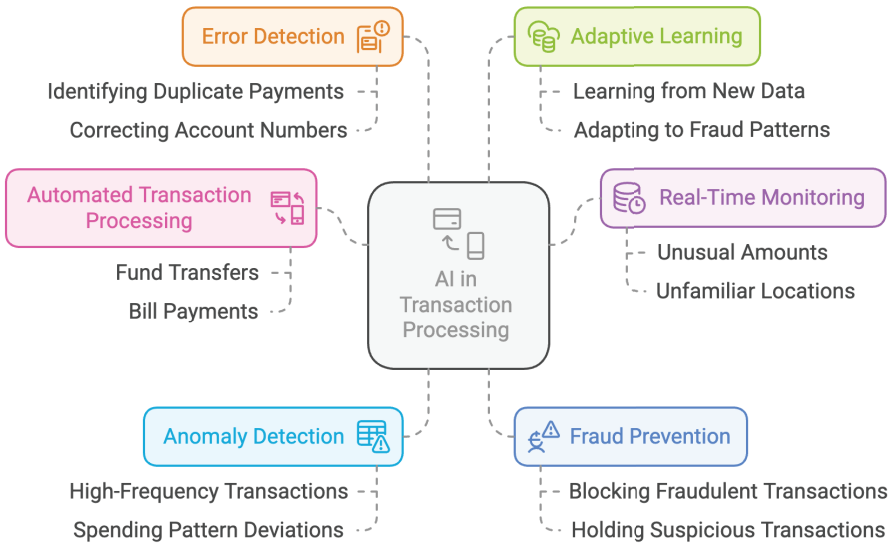 Error Detection
Identifying Duplicate Payments
Correcting Account Numbers
Adaptive Learning
Learning from New Data
Adapting to Fraud Patterns
Automated Transaction
Processing
Fund Transfers
Bill Payments
AI in
Transaction
Processing
Real-Time Monitoring
Unusual Amounts
Unfamiliar Locations
Anomaly Detection
High-Frequency Transactions
Spending Pattern Deviations
Fraud Prevention
Blocking Fraudulent Transactions
Holding Suspicious Transactions